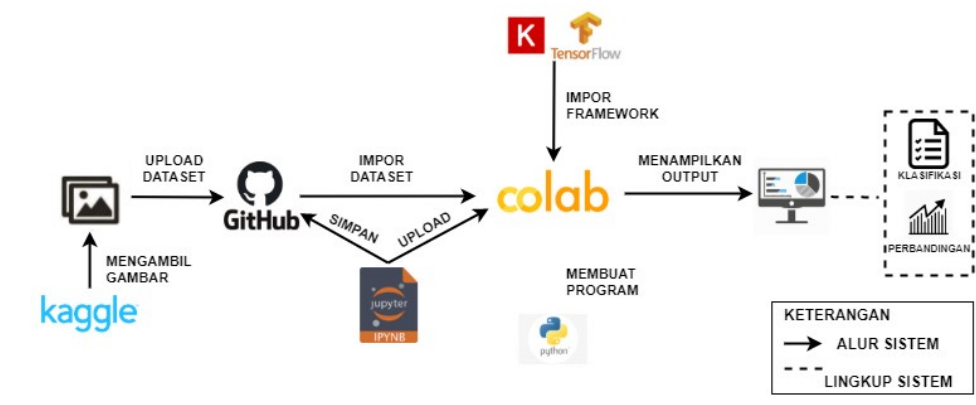 K
TensorFlow
IMPOR
FRAMEWORK
UPLOAD
DATASET
IMPOR
DATASET
MENAMPILKAN
OUTPUT
KLASIFIKASI
GitHub
colab
SIMPAN
UPLOAD
PERBANDINGAN
MENGAMBIL
GAMBAR
kaggle
jupyter
IPYNB
MEMBUAT
PROGRAM
python
KETERANGAN
ALUR SISTEM
LINGKUP SISTEM